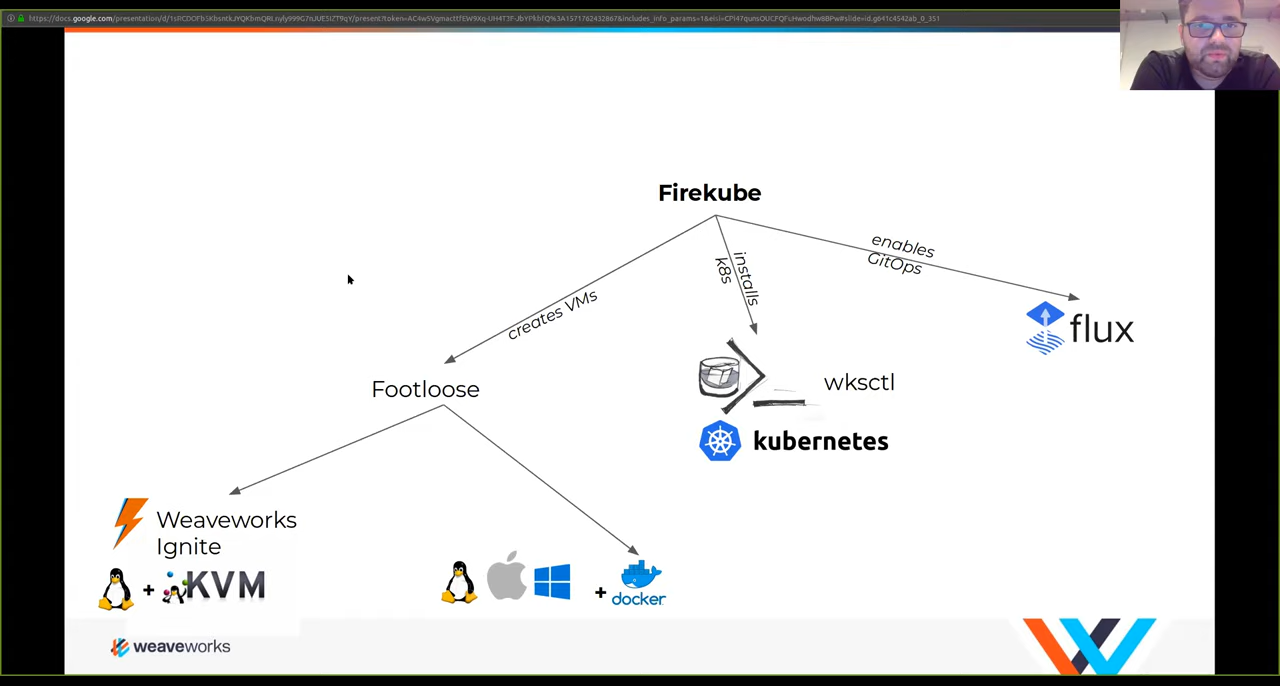 Firekube
enables
GitOps
installs
k8s
creates VMs
flux
Footloose
wksctl
kubernetes
Weaveworks
Ignite
+ KVM
+ docker
weaveworks